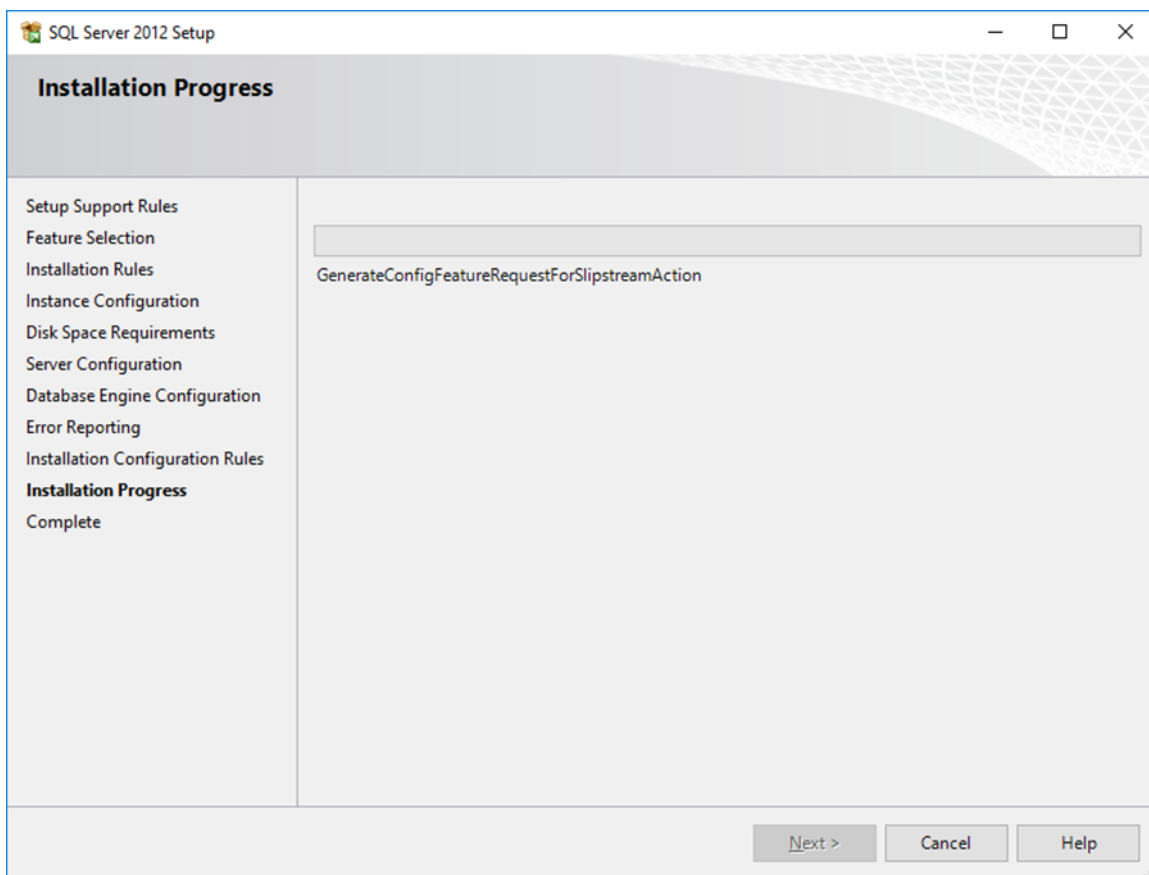 SQL Server 2012 Setup
Installation Progress
Setup Support Rules
Feature Selection
Installation Rules
Instance Configuration
Disk Space Requirements
Server Configuration
Database Engine Configuration
Error Reporting
Installation Configuration Rules
Installation Progress
Complete
GenerateConfigFeatureRequestForSlipstreamAction
Next >
Cancel
Help